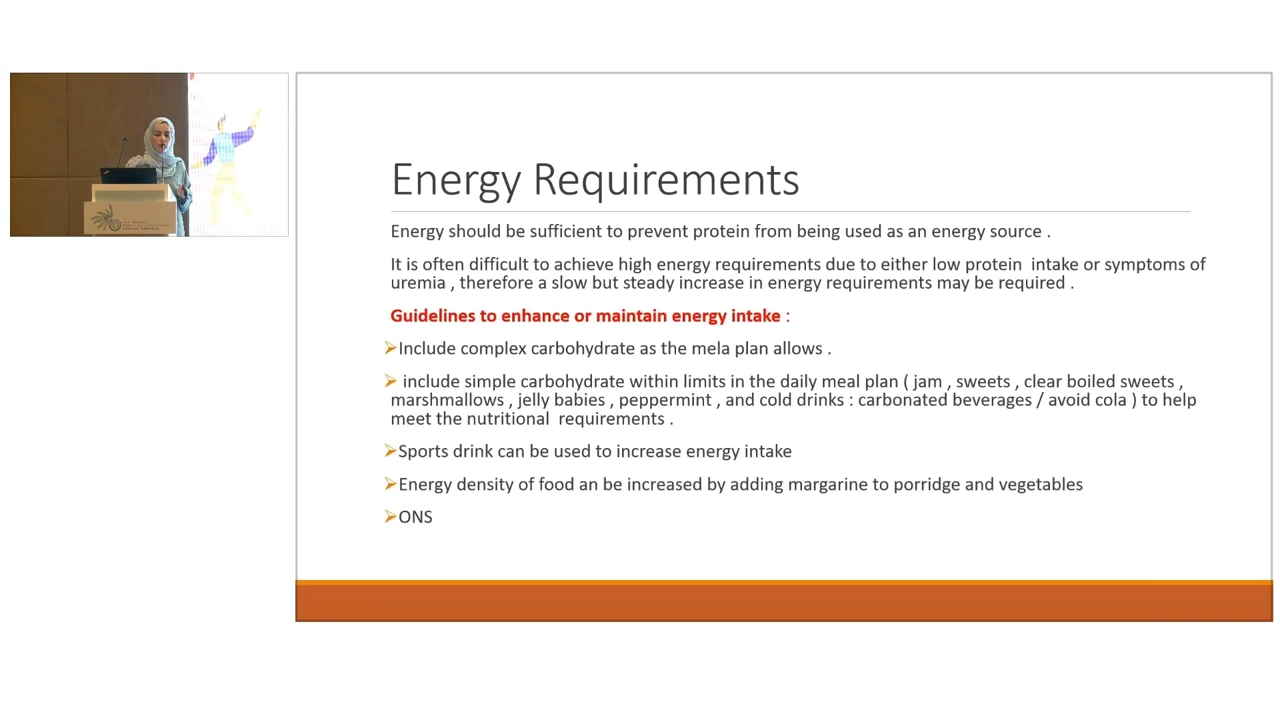 Energy Requirements
Energy should be sufficient to prevent protein from being used as an energy source .
It is often difficult to achieve high energy requirements due to either low protein intake or symptoms of
uremia , therefore a slow but steady increase in energy requirements may be required .
Guidelines to enhance or maintain energy intake :
➢Include complex carbohydrate as the mela plan allows .
➢ include simple carbohydrate within limits in the daily meal plan ( jam , sweets , clear boiled sweets ,
marshmallows , jelly babies , peppermint , and cold drinks : carbonated beverages / avoid cola ) to help
meet the nutritional requirements .
➢Sports drink can be used to increase energy intake
➢Energy density of food an be increased by adding margarine to porridge and vegetables
➢ONS